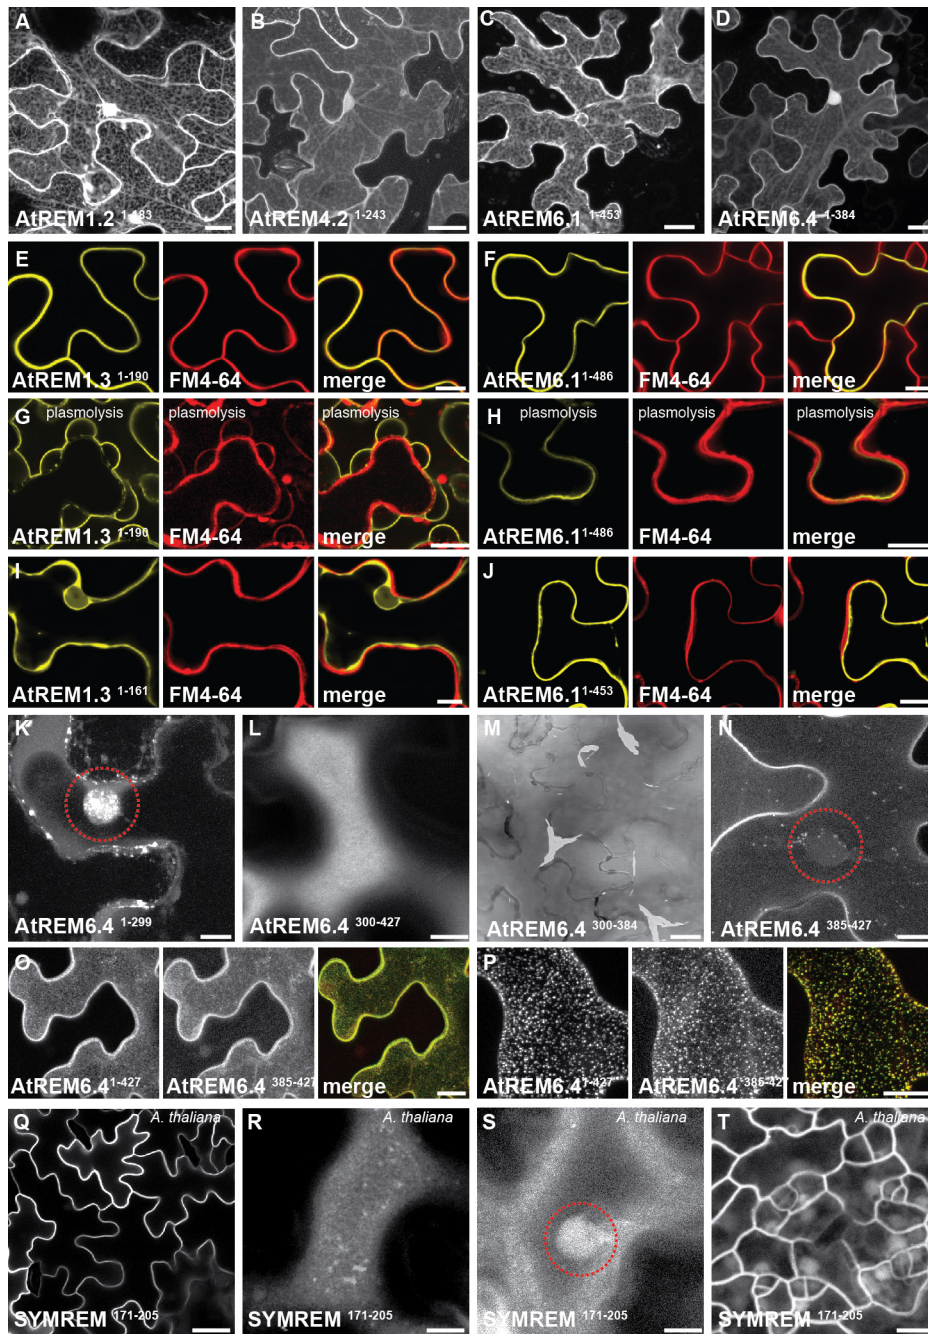 A
B
C
D
AtREM1.2 1-183
AtREM4.2 1-243
AtREM6.1 1-453
AtREM6.4 1-384
E
F
AtREM1.3 1-190
FM4-64
merge
AtREM6.1 1-486
FM4-64
merge
plasmolysis
plasmolysis
plasmolysis
plasmolysis
plasmolysis
plasmolysis
G
H
AtREM1.3 1-190
FM4-64
merge
AtREM6.1 1-486
FM4-64
merge
I
J
AtREM1.3 1-161
FM4-64
merge
AtREM6.1 1-453
FM4-64
merge
K
L
M
N
AtREM6.4 1-299
AtREM6.4 300-427
AtREM6.4 300-384
AtREM6.4 385-427
O
P
AtREM6.4 1-427
AtREM6.4 385-427
merge
AtREM6.4 1-427
AtREM6.4 385-427
merge
Q
A. thaliana
R
S
A. thaliana
T
A. thaliana
SYMREM 171-205
SYMREM 171-205
SYMREM 171-205
SYMREM 171-205